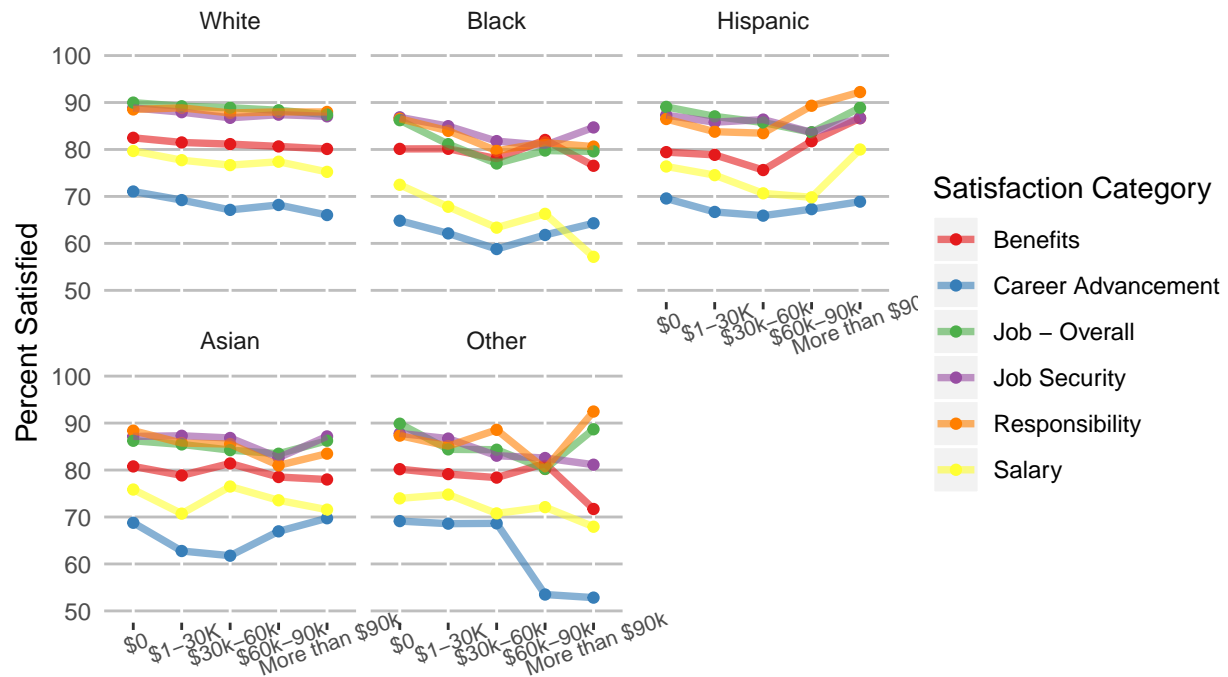 White
Black
Hispanic
100
90
80
70
60
50
$0
$1–30K
$30k–60k
$60k–90k
More than $90
Asian
Other
100
90
80
70
60
50
$0
$1–30K
$30k–60k
$60k–90k
More than $90k
$0
$1–30K
$30k–60k
$60k–90k
More than $90k
Percent Satisfied
Satisfaction Category
Benefits
Career Advancement
Job – Overall
Job Security
Responsibility
Salary